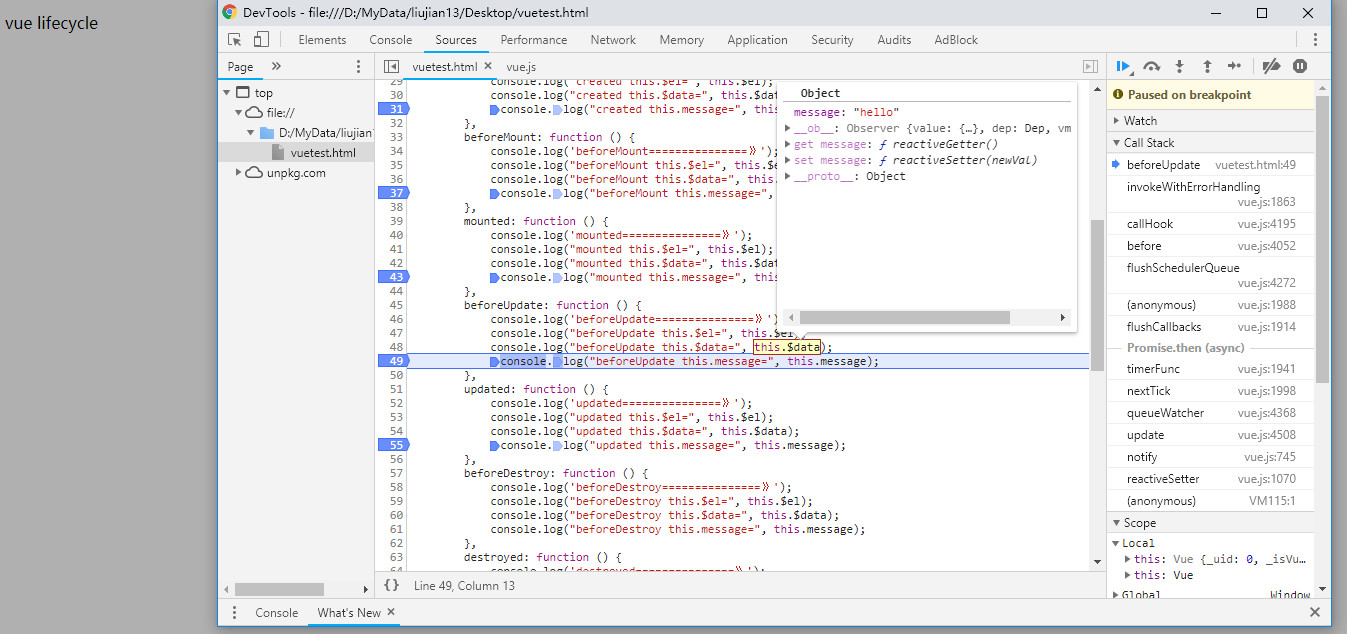 vue lifecycle
DevTools - file:///D:/MyData/liujian13/Desktop/vuetest.html
Elements Console Sources Performance Network Memory Application Security Audits AdBlock
Page » vuetest.html × vue.js
top
file://
D:/MyData/liujian
vuetest.html
unpkg.com
29 console.log("created this.$el=", this.$el);
30 console.log("created this.$data=", this.$dat
31 console.log("created this.message=", this
32 },
33 beforeMount: function () {
34 console.log('beforeMount===============》');
35 console.log("beforeMount this.$el=", this.$e
36 console.log("beforeMount this.$data=", this.
37 console.log("beforeMount this.message=",
38 },
39 mounted: function () {
40 console.log('mounted===============》');
41 console.log("mounted this.$el=", this.$el);
42 console.log("mounted this.$data=", this.$dat
43 console.log("mounted this.message=", this
44 },
45 beforeUpdate: function () {
46 console.log('beforeUpdate===============》')
47 console.log("beforeUpdate this.$el=", this.$el
48 console.log("beforeUpdate this.$data=", this.$data);
49 console.log("beforeUpdate this.message=", this.message);
50 },
51 updated: function () {
52 console.log('updated===============》');
53 console.log("updated this.$el=", this.$el);
54 console.log("updated this.$data=", this.$data);
55 console.log("updated this.message=", this.message);
56 },
57 beforeDestroy: function () {
58 console.log('beforeDestroy===============》');
59 console.log("beforeDestroy this.$el=", this.$el);
60 console.log("beforeDestroy this.$data=", this.$data);
61 console.log("beforeDestroy this.message=", this.message);
62 },
63 destroyed: function () {
64 console.log('destroyed===============》');
Object
message: "hello"
__ob__: Observer {value: {…}, dep: Dep, vm
get message: ƒ reactiveGetter()
set message: ƒ reactiveSetter(newVal)
__proto__: Object
{} Line 49, Column 13
Paused on breakpoint
Watch
Call Stack
beforeUpdate vuetest.html:49
invokeWithErrorHandling
vue.js:1863
callHook vue.js:4195
before vue.js:4052
flushSchedulerQueue
vue.js:4272
(anonymous) vue.js:1988
flushCallbacks vue.js:1914
Promise.then (async)
timerFunc vue.js:1941
nextTick vue.js:1998
queueWatcher vue.js:4368
update vue.js:4508
notify vue.js:745
reactiveSetter vue.js:1070
(anonymous) VM115:1
Scope
Local
this: Vue {_uid: 0, _isVu…
this: Vue
Global Window
Console What's New ×